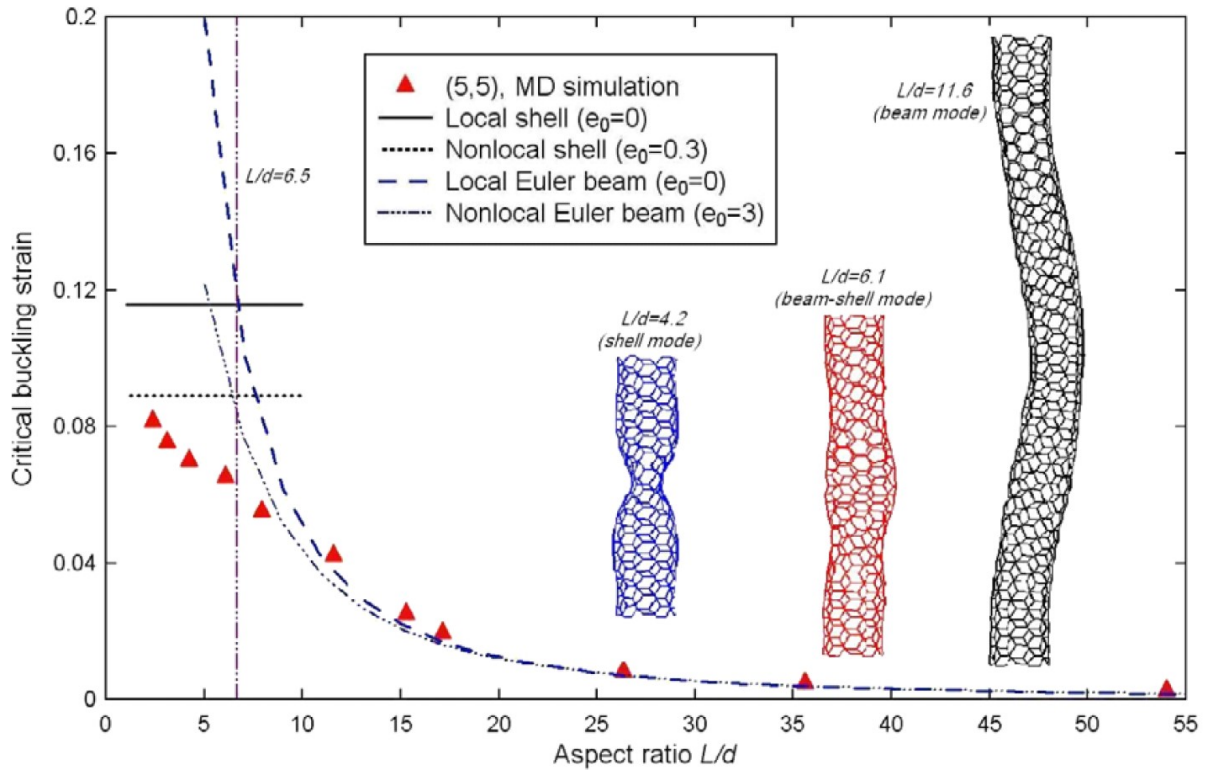 0.2
0.16
0.12
0.08
0.04
0
Critical buckling strain
0
5
10
15
20
25
30
35
40
45
50
55
Aspect ratio L/d
(5,5), MD simulation
Local shell (e0=0)
Nonlocal shell (e0=0.3)
Local Euler beam (e0=0)
Nonlocal Euler beam (e0=3)
L/d=6.5
L/d=4.2
(shell mode)
L/d=6.1
(beam-shell mode)
L/d=11.6
(beam mode)